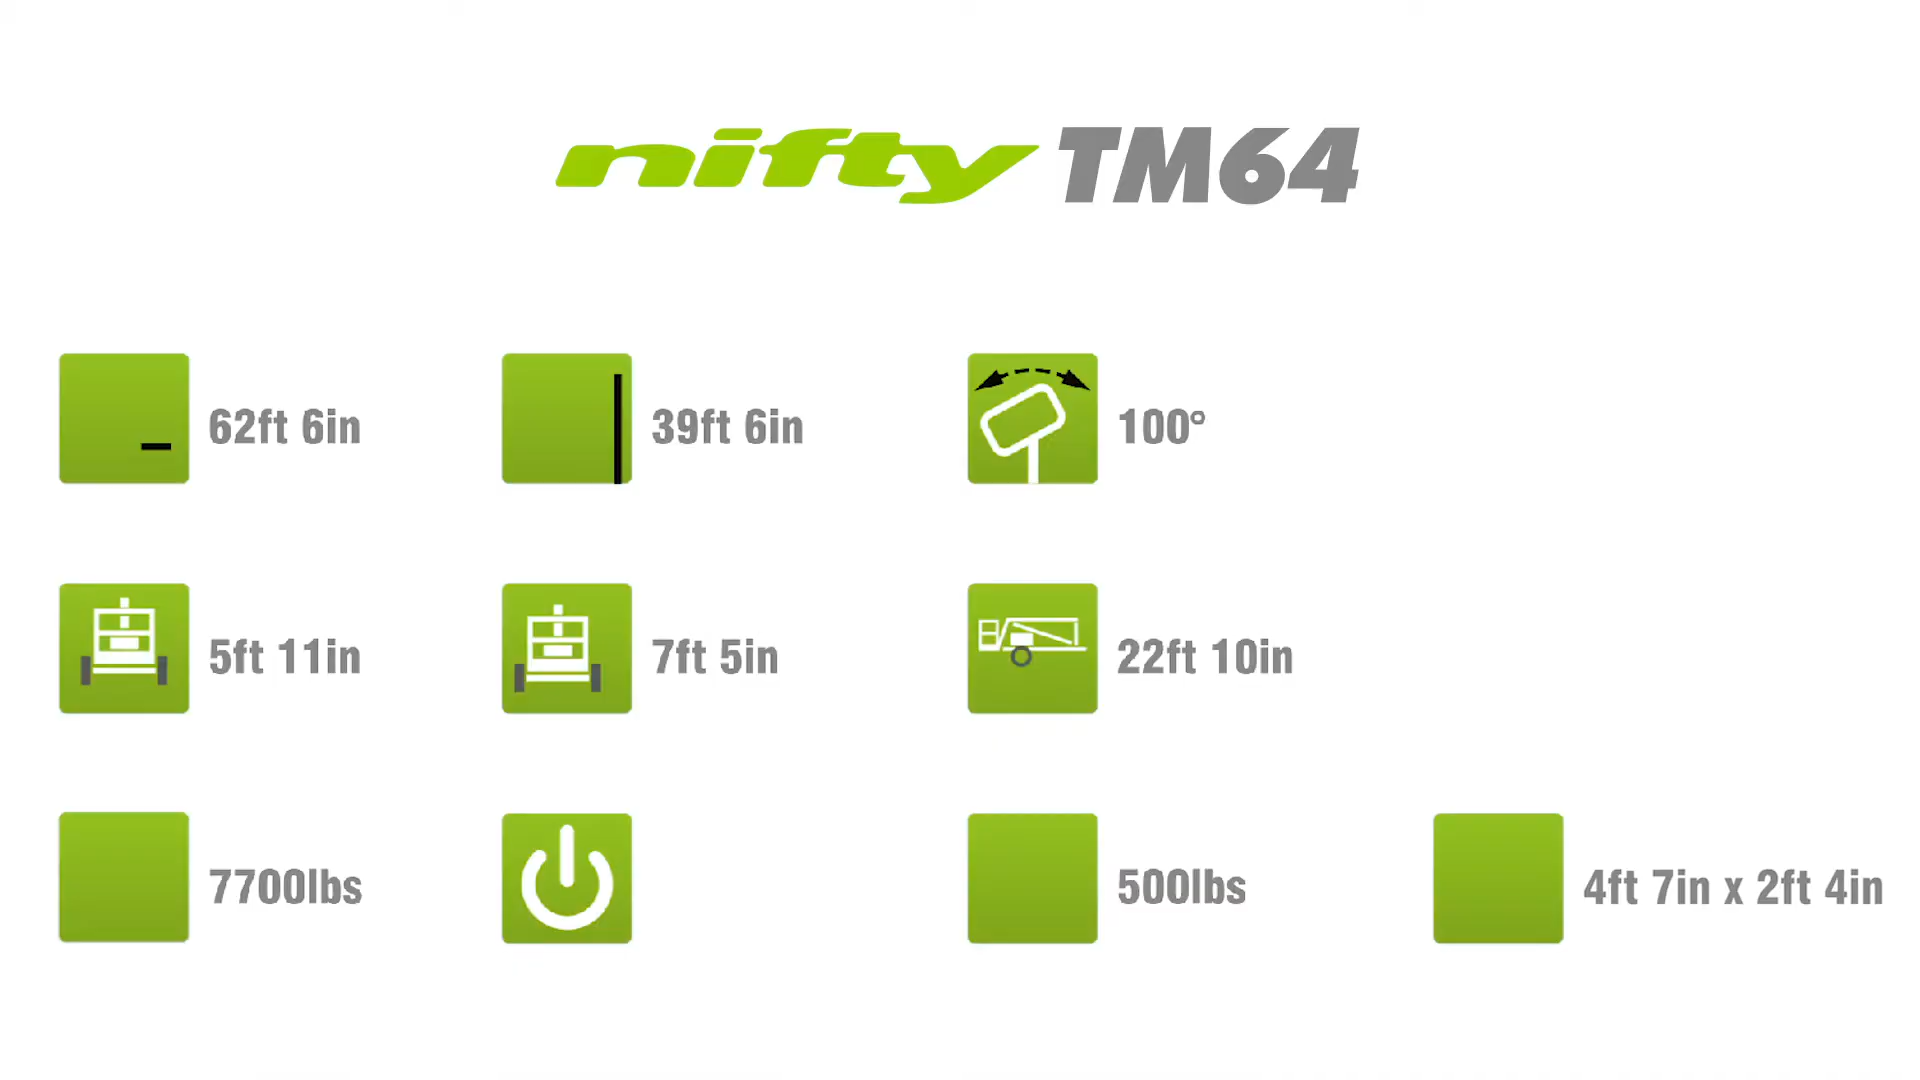 nifty TM64
62ft 6in
39ft 6in
100°
5ft 11in
7ft 5in
22ft 10in
7700lbs
500lbs
4ft 7in x 2ft 4in